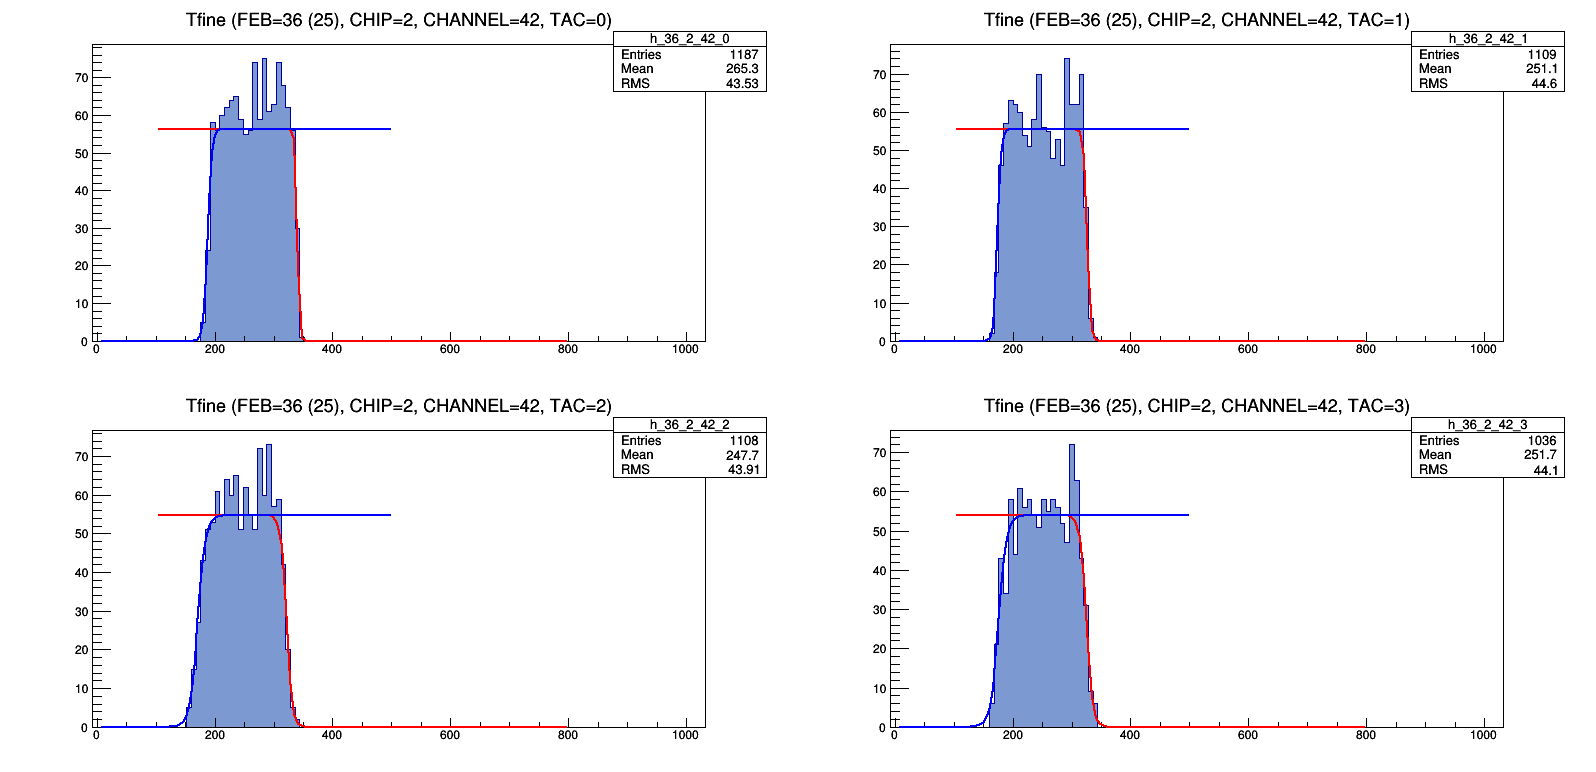 Tfine (FEB=36 (25), CHIP=2, CHANNEL=42, TAC=0)
h_36_2_42_0
Entries 1187
Mean 265.3
RMS 43.53
70
60
50
40
30
20
10
0
0 200 400 600 800 1000
Tfine (FEB=36 (25), CHIP=2, CHANNEL=42, TAC=1)
h_36_2_42_1
Entries 1109
Mean 251.1
RMS 44.6
70
60
50
40
30
20
10
0
0 200 400 600 800 1000
Tfine (FEB=36 (25), CHIP=2, CHANNEL=42, TAC=2)
h_36_2_42_2
Entries 1108
Mean 247.7
RMS 43.91
70
60
50
40
30
20
10
0
0 200 400 600 800 1000
Tfine (FEB=36 (25), CHIP=2, CHANNEL=42, TAC=3)
h_36_2_42_3
Entries 1036
Mean 251.7
RMS 44.1
70
60
50
40
30
20
10
0
0 200 400 600 800 1000